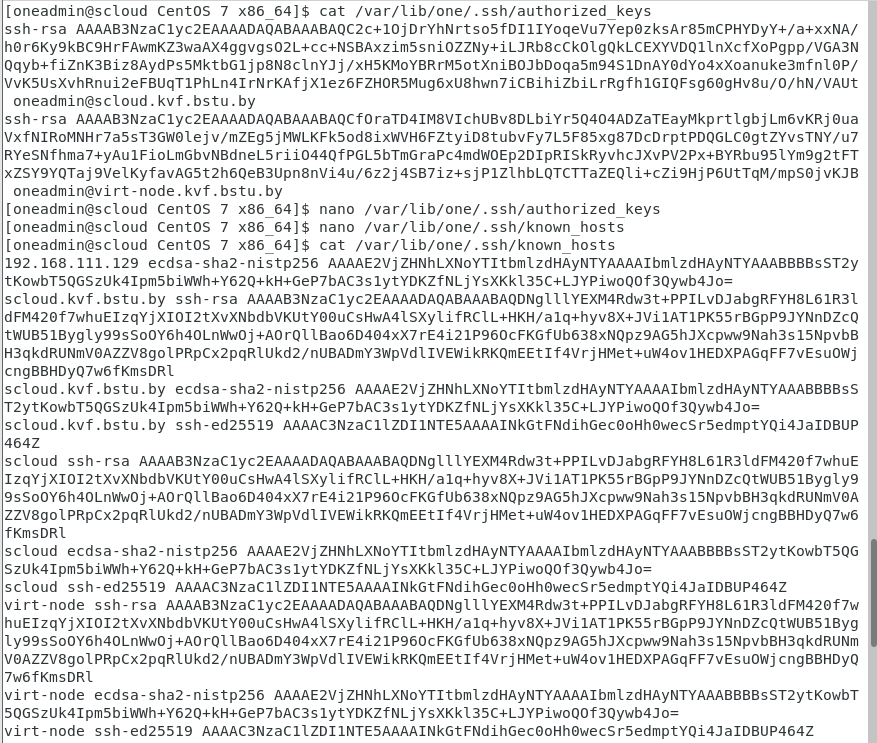 [oneadmin@scloud CentOS 7 x86_64]$ cat /var/lib/one/.ssh/authorized_keys
ssh-rsa AAAAB3NzaC1yc2EAAAADAQABAAABAQC2c+1OjDrYhNrtso5fDI1IYoqeVu7Yep0zksAr85mCPHYDyY+/a+xxNA/
h0r6Ky9kBC9HrFAwmKZ3waAX4ggvgsO2L+cc+NSBAxzim5sniOZZNy+iLJRb8cCkOlgQkLCEXYVDQ1lnXcfXoPgpp/VGA3N
Qqyb+fiZnK3Biz8AydPs5MktbG1jp8N8clnYJj/xH5KMoYBRrM5otXniBOJbDoqa5m94S1DnAY0dYo4xXoanuke3mfnl0P/
VvK5UsXvhRnui2eFBUqT1PhLn4IrNrKAfjX1ez6FZHOR5Mug6xU8hwn7iCBihiZbiLrRgfh1GIQFsg60gHv8u/O/hN/VAUt
oneadmin@scloud.kvf.bstu.by
ssh-rsa AAAAB3NzaC1yc2EAAAADAQABAAABAQCfOraTD4IM8VIchUBv8DLbiYr5Q4O4ADZaTEayMkprtlgbjLm6vKRj0ua
VxfNIRoMNHr7a5sT3GW0lejv/mZEg5jMWLKFk5od8ixWVH6FZtyiD8tubvFy7L5F85xg87DcDrptPDQGLC0gtZYvsTNY/u7
RYeSNfhma7+yAu1FioLmGbvNBdneL5riiO44QfPGL5bTmGraPc4mdWOEp2DIpRISkRyvhcJXvPV2Px+BYRbu95lYm9g2tFT
xZSY9YQTaj9VelKyfavAG5t2h6QeB3Upn8nVi4u/6z2j4SB7iz+sjP1ZlhbLQTCTTaZEQli+cZi9HjP6UtTqM/mpS0jvKJB
oneadmin@virt-node.kvf.bstu.by
[oneadmin@scloud CentOS 7 x86_64]$ nano /var/lib/one/.ssh/authorized_keys
[oneadmin@scloud CentOS 7 x86_64]$ nano /var/lib/one/.ssh/known_hosts
[oneadmin@scloud CentOS 7 x86_64]$ cat /var/lib/one/.ssh/known_hosts
192.168.111.129 ecdsa-sha2-nistp256 AAAAE2VjZHNhLXNoYTItbmlzdHAyNTYAAAAIbmlzdHAyNTYAAABBBBsST2y
tKowbT5QGSzUk4Ipm5biWWh+Y62Q+kH+GeP7bAC3s1ytYDKZfNLjYsXKkl35C+LJYPiwoQOf3Qywb4Jo=
scloud.kvf.bstu.by ssh-rsa AAAAB3NzaC1yc2EAAAADAQABAAABAQDNglllYEXM4Rdw3t+PPILvDJabgRFYH8L61R3l
dFM420f7whuEIzqYjXIOI2tXvXNbdbVKUtY00uCsHwA4lSXylifRClL+HKH/a1q+hyv8X+JVi1AT1PK55rBGpP9JYNnDZcQ
tWUB51Bygly99sSoOY6h4OLnWwOj+AOrQllBao6D404xX7rE4i21P96OcFKGfUb638xNQpz9AG5hJXcpww9Nah3s15NpvbB
H3qkdRUNmV0AZZV8golPRpCx2pqRlUkd2/nUBADmY3WpVdlIVEWikRKQmEEtIf4VrjHMet+uW4ov1HEDXPAGqFF7vEsuOWj
cngBBHDyQ7w6fKmsDRl
scloud.kvf.bstu.by ecdsa-sha2-nistp256 AAAAE2VjZHNhLXNoYTItbmlzdHAyNTYAAAAIbmlzdHAyNTYAAABBBBsS
T2ytKowbT5QGSzUk4Ipm5biWWh+Y62Q+kH+GeP7bAC3s1ytYDKZfNLjYsXKkl35C+LJYPiwoQOf3Qywb4Jo=
scloud.kvf.bstu.by ssh-ed25519 AAAAC3NzaC1lZDI1NTE5AAAAINkGtFNdihGec0oHh0wecSr5edmptYQi4JaIDBUP
464Z
scloud ssh-rsa AAAAB3NzaC1yc2EAAAADAQABAAABAQDNglllYEXM4Rdw3t+PPILvDJabgRFYH8L61R3ldFM420f7whuE
IzqYjXIOI2tXvXNbdbVKUtY00uCsHwA4lSXylifRClL+HKH/a1q+hyv8X+JVi1AT1PK55rBGpP9JYNnDZcQtWUB51Bygly9
9sSoOY6h4OLnWwOj+AOrQllBao6D404xX7rE4i21P96OcFKGfUb638xNQpz9AG5hJXcpww9Nah3s15NpvbBH3qkdRUNmV0A
ZZV8golPRpCx2pqRlUkd2/nUBADmY3WpVdlIVEWikRKQmEEtIf4VrjHMet+uW4ov1HEDXPAGqFF7vEsuOWjcngBBHDyQ7w6
fKmsDRl
scloud ecdsa-sha2-nistp256 AAAAE2VjZHNhLXNoYTItbmlzdHAyNTYAAAAIbmlzdHAyNTYAAABBBBsST2ytKowbT5QG
SzUk4Ipm5biWWh+Y62Q+kH+GeP7bAC3s1ytYDKZfNLjYsXKkl35C+LJYPiwoQOf3Qywb4Jo=
scloud ssh-ed25519 AAAAC3NzaC1lZDI1NTE5AAAAINkGtFNdihGec0oHh0wecSr5edmptYQi4JaIDBUP464Z
virt-node ssh-rsa AAAAB3NzaC1yc2EAAAADAQABAAABAQDNglllYEXM4Rdw3t+PPILvDJabgRFYH8L61R3ldFM420f7w
huEIzqYjXIOI2tXvXNbdbVKUtY00uCsHwA4lSXylifRClL+HKH/a1q+hyv8X+JVi1AT1PK55rBGpP9JYNnDZcQtWUB51Byg
ly99sSoOY6h4OLnWwOj+AOrQllBao6D404xX7rE4i21P96OcFKGfUb638xNQpz9AG5hJXcpww9Nah3s15NpvbBH3qkdRUNm
V0AZZV8golPRpCx2pqRlUkd2/nUBADmY3WpVdlIVEWikRKQmEEtIf4VrjHMet+uW4ov1HEDXPAGqFF7vEsuOWjcngBBHDyQ
7w6fKmsDRl
virt-node ecdsa-sha2-nistp256 AAAAE2VjZHNhLXNoYTItbmlzdHAyNTYAAAAIbmlzdHAyNTYAAABBBBsST2ytKowbT
5QGSzUk4Ipm5biWWh+Y62Q+kH+GeP7bAC3s1ytYDKZfNLjYsXKkl35C+LJYPiwoQOf3Qywb4Jo=
virt-node ssh-ed25519 AAAAC3NzaC1lZDI1NTE5AAAAINkGtFNdihGec0oHh0wecSr5edmptYQi4JaIDBUP464Z